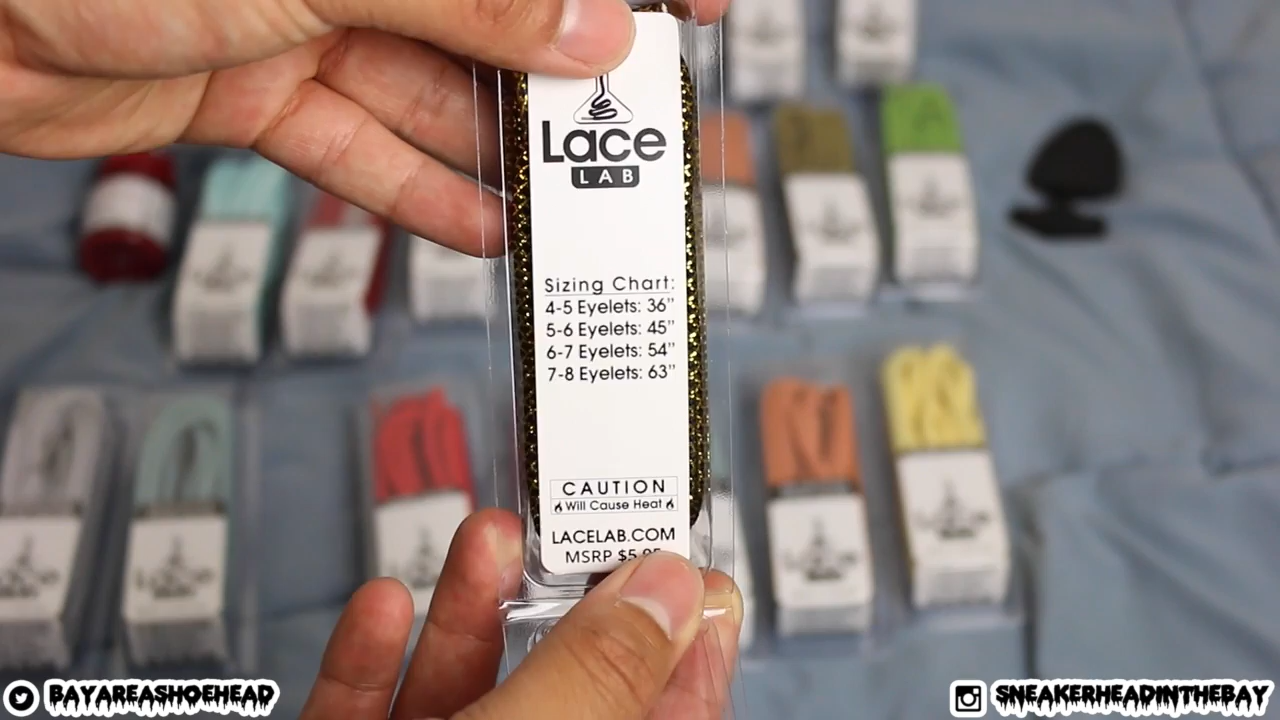 Lace
LAB
Sizing Chart:
4-5 Eyelets: 36”
5-6 Eyelets: 45”
6-7 Eyelets: 54”
7-8 Eyelets: 63”
CAUTION
Will Cause Heat
LACELAB.COM
MSRP
BAYAREASHOEHEAD
SNEAKERHEADINTHEBAY